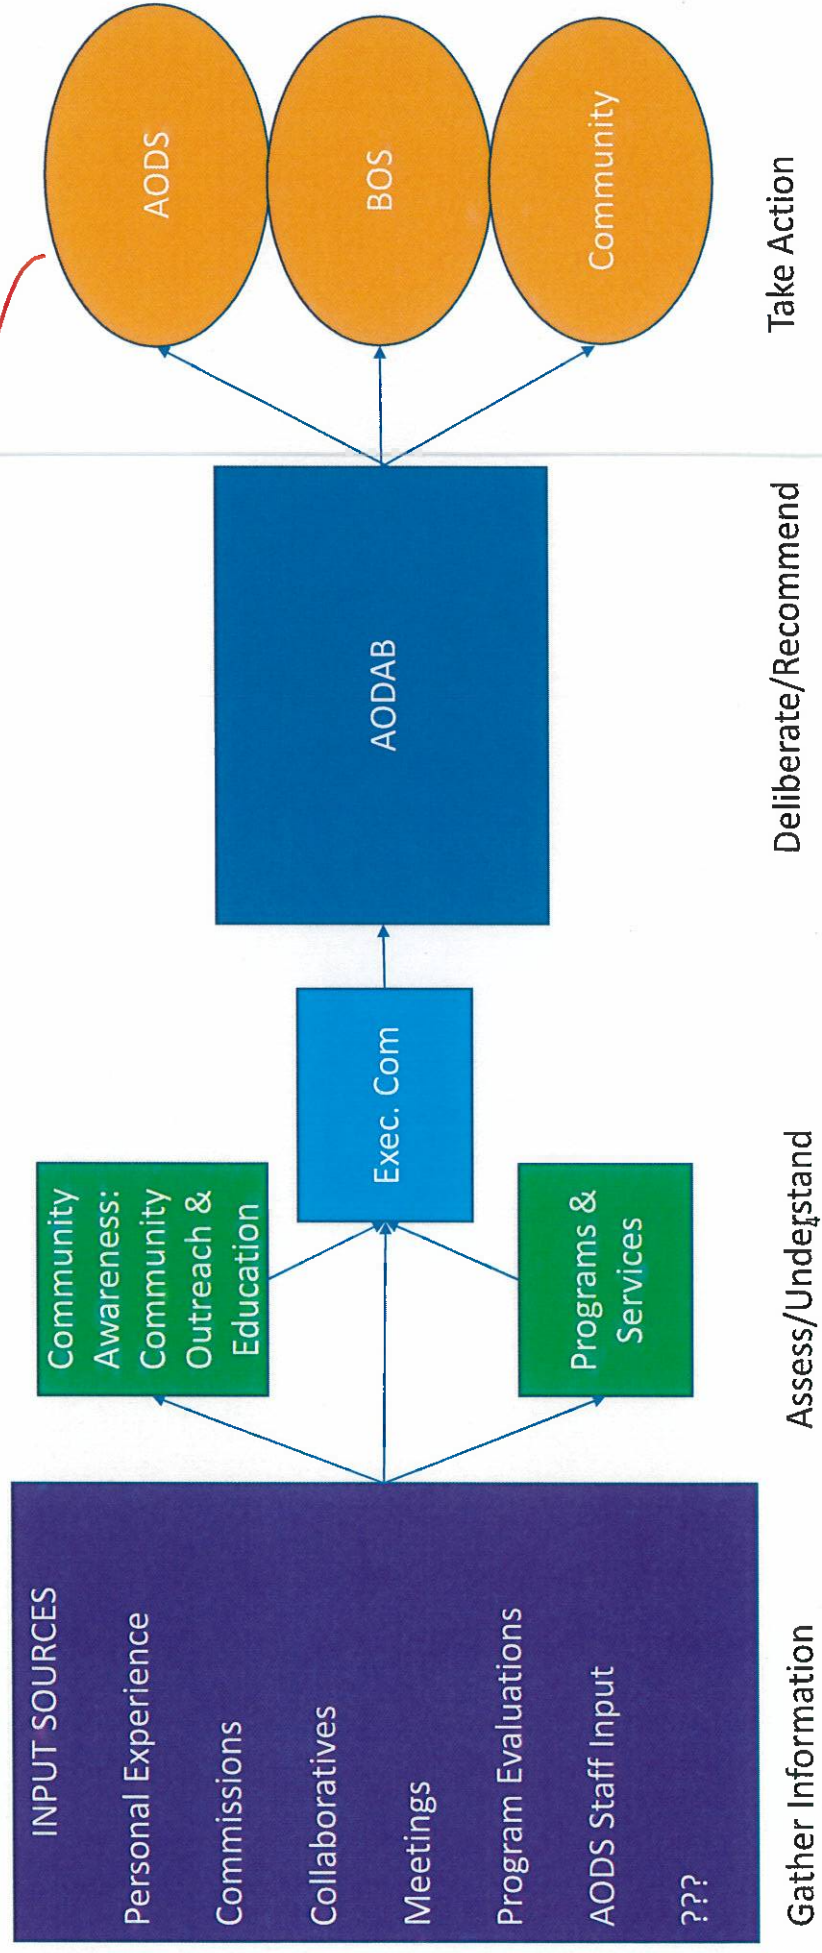 INPUT SOURCES
Personal Experience
Commissions
Collaboratives
Meetings
Program Evaluations
AODS Staff Input
???
Gather Information
Community
Awareness:
Community
Outreach &
Education
Programs &
Services
Exec. Com
Assess/Understand
4
AODAB
Deliberate/Recommend
AODS
BOS
Community
Take Action